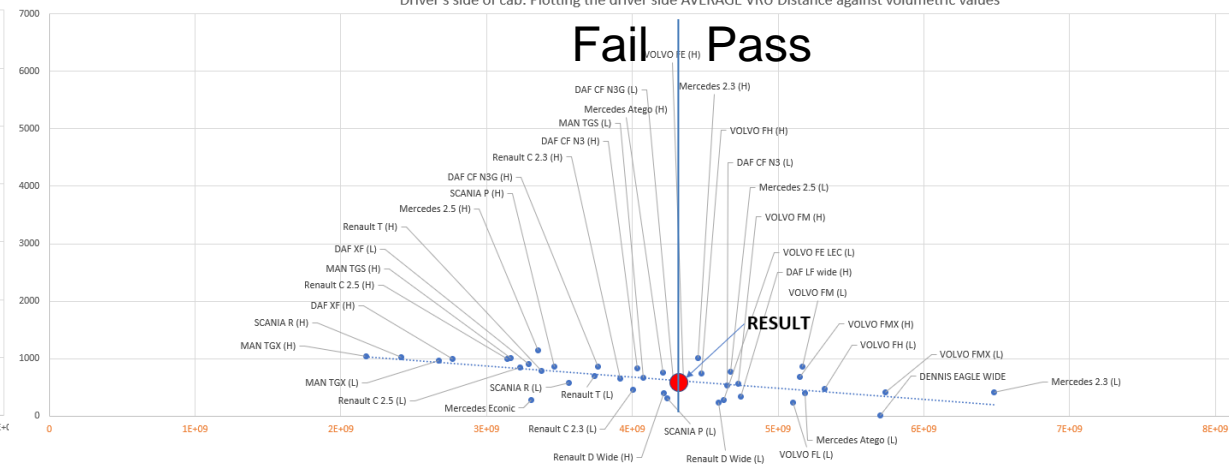 Driver's side of cab. Plotting the driver side AVERAGE VRU Distance against volumetric values
7000
Fail
Pass
VOLVO FE (H)
6000
DAF CF N3G (L)
Mercedes 2.3 (H)
Mercedes Atego (H)
5000
MAN TGS (L)
VOLVO FH (H)
DAF CF N3 (H)
Renault C 2.3 (H)
DAF CF N3 (L)
DAF CF N3G (H)
4000
SCANIA P (H)
Mercedes 2.5 (L)
Mercedes 2.5 (H)
VOLVO FM (H)
Renault T (H)
3000
DAF XF (L)
VOLVO FE LEC (L)
MAN TGS (H)
DAF LF wide (H)
Renault C 2.5 (H)
VOLVO FM (L)
2000
DAF XF (H)
SCANIA R (H)
RESULT
VOLVO FMX (H)
MAN TGX (H)
VOLVO FH (L)
1000
VOLVO FMX (L)
DENNIS EAGLE WIDE
Mercedes 2.3 (L)
MAN TGX (L)
SCANIA R (L)
Renault T (L)
Renault C 2.5 (L)
Mercedes Econic
0
Renault C 2.3 (L)
SCANIA P (L)
Mercedes Atego (L)
Renault D Wide (H)
Renault D Wide (L)
VOLVO FL (L)
0
1E+09
2E+09
3E+09
4E+09
5E+09
6E+09
7E+09
8E+09